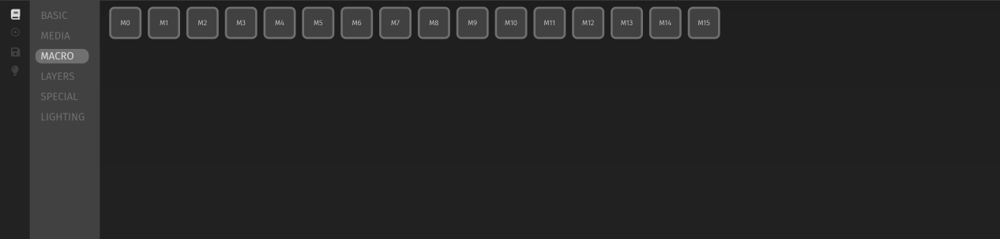 BASIC
MEDIA
MACRO
LAYERS
SPECIAL
LIGHTING
M0 M1 M2 M3 M4 M5 M6 M7 M8 M9 M10 M11 M12 M13 M14 M15